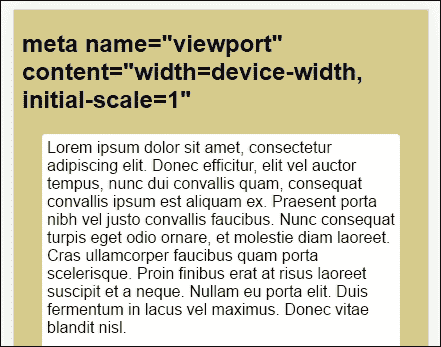 meta name="viewport"
content="width=device-width,
initial-scale=1"
Lorem ipsum dolor sit amet, consectetur
adipiscing elit. Donec efficitur, elit vel auctor
tempus, nunc dui convallis quam, consequat
convallis ipsum est aliquam ex. Praesent porta
nibh vel justo convallis faucibus. Nunc consequat
turpis eget odio ornare, et molestie diam laoreet.
Cras ullamcorper faucibus quam porta
scelerisque. Proin finibus erat at risus laoreet
suscipit et a neque. Nullam eu porta elit. Duis
fermentum in lacus vel maximus. Donec vitae
blandit nisl.